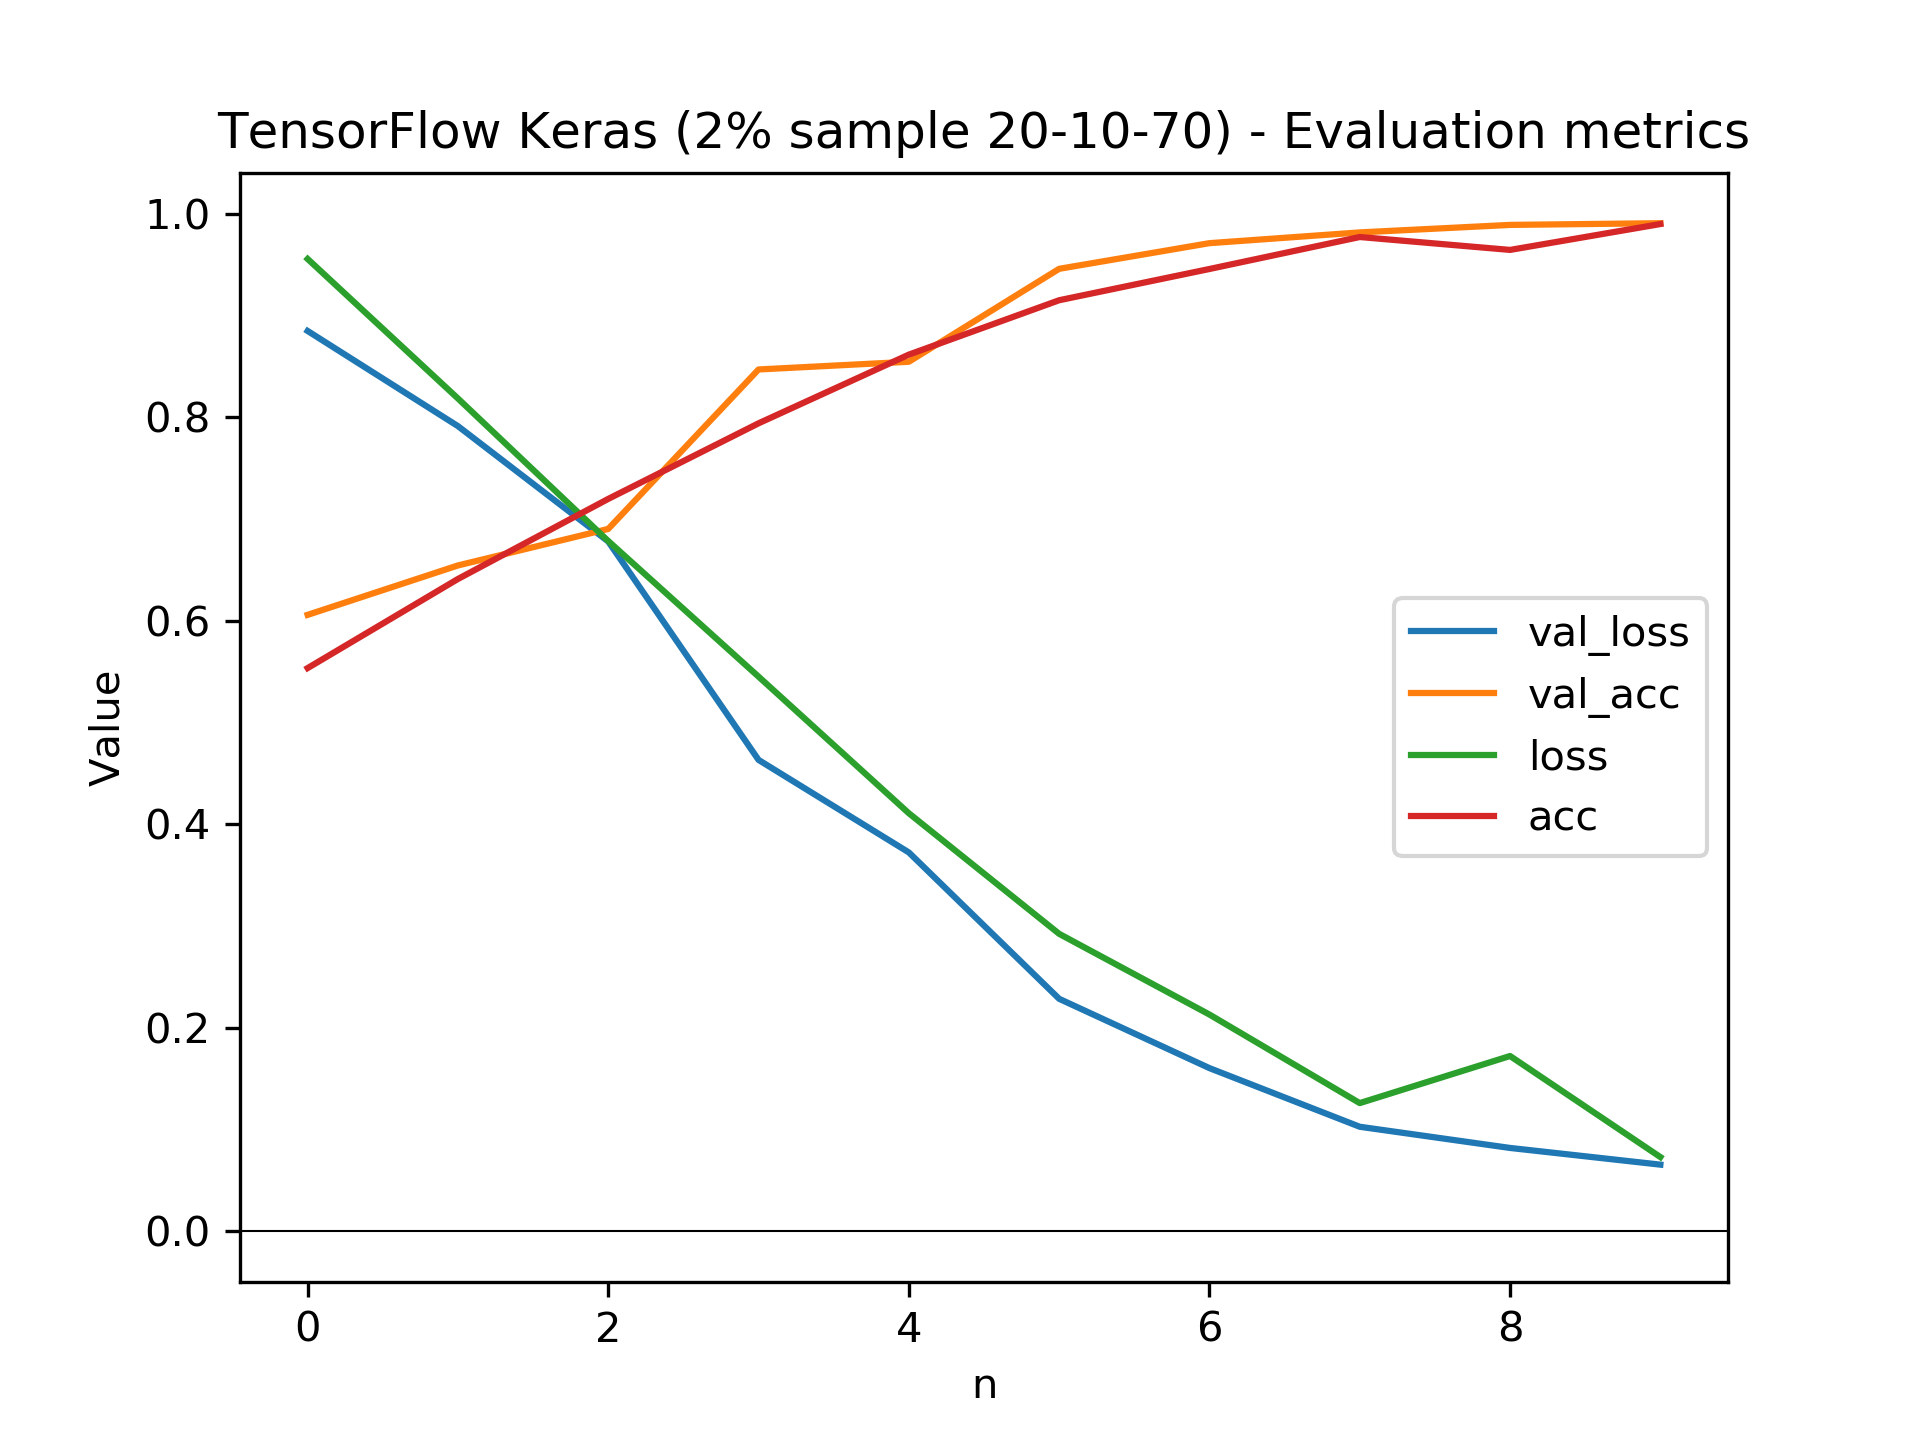 TensorFlow Keras (2% sample 20-10-70) - Evaluation metrics
1.0
0.8
0.6
0.4
0.2
0.0
Value
val_loss
val_acc
loss
acc
0 2 4 6 8
n